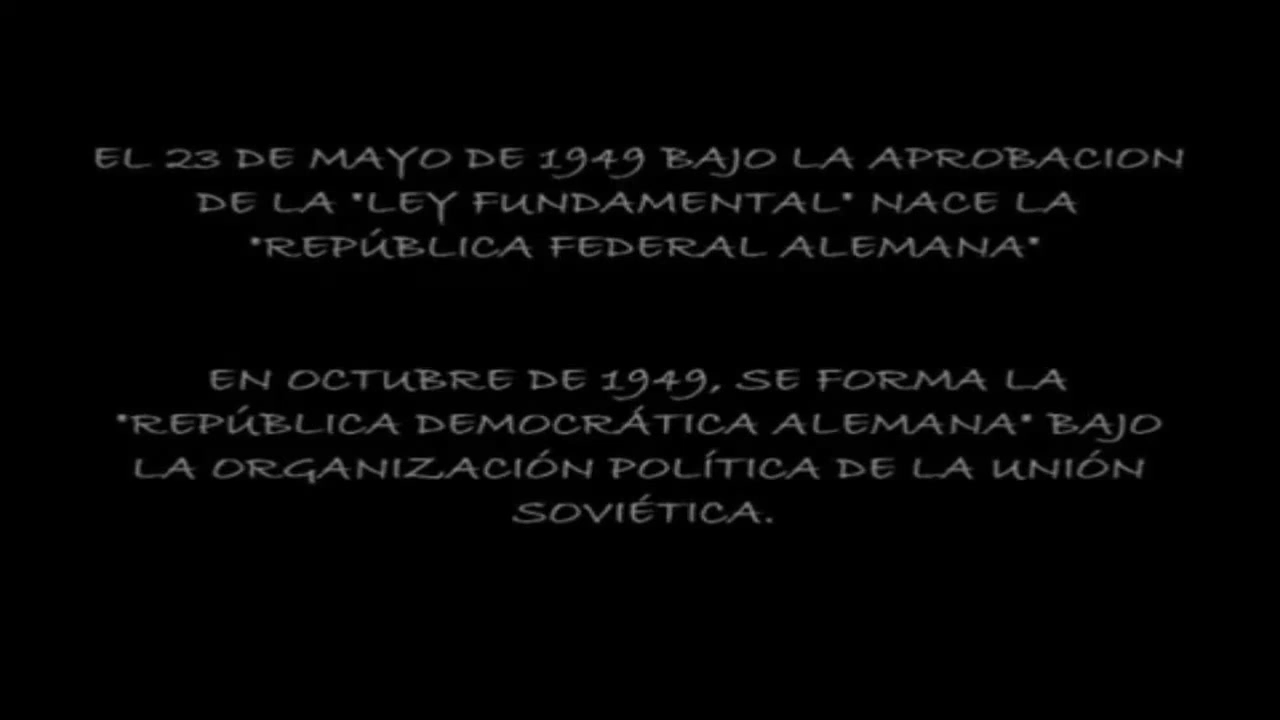 EL 23 DE MAYO DE 1949 BAJO LA APROBACION
DE LA "LEY FUNDAMENTAL" NACE LA
"REPÚBLICA FEDERAL ALEMANA"
EN OCTUBRE DE 1949, SE FORMA LA
"REPÚBLICA DEMOCRÁTICA ALEMANA" BAJO
LA ORGANIZACIÓN POLÍTICA DE LA UNIÓN
SOVIÉTICA.